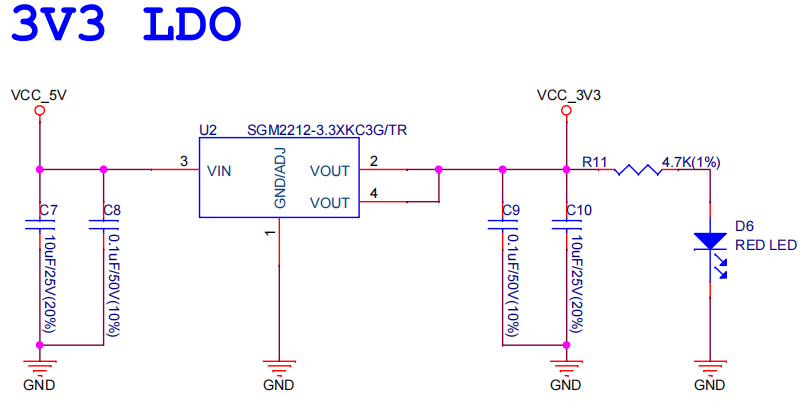 3V3 LDO
VCC_5V
VCC_3V3
U2
SGM2212-3.3XKC3G/TR
3
VIN
GND/ADJ
VOUT
2
VOUT
4
1
R11
4.7K(1%)
C7
10uF/25V(20%)
C8
0.1uF/50V(10%)
C9
0.1uF/50V(10%)
C10
10uF/25V(20%)
D6
RED LED
GND
GND
GND
GND